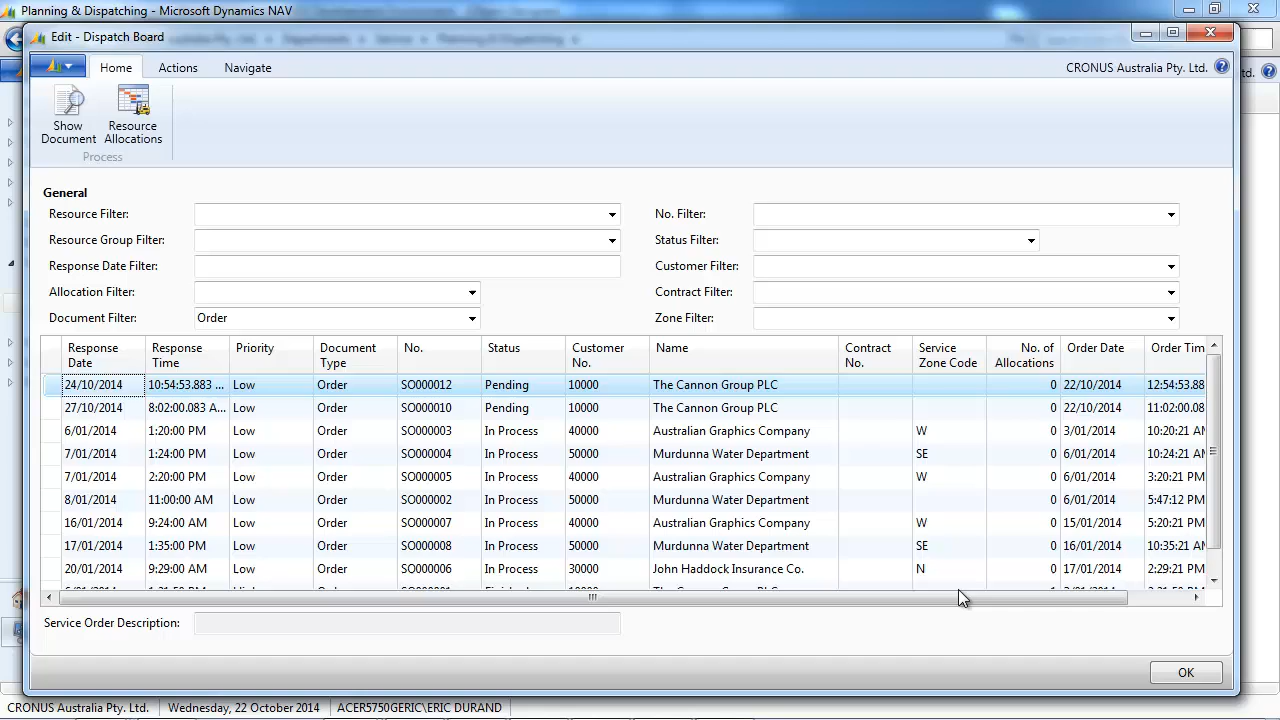 Planning & Dispatching - Microsoft Dynamics NAV
Edit - Dispatch Board
Home Actions Navigate CRONUS Australia Pty. Ltd. td.
Show Document
Resource Allocations
Process
General
Resource Filter: No. Filter:
Resource Group Filter: Status Filter:
Response Date Filter: Customer Filter:
Allocation Filter: Contract Filter:
Document Filter: Order Zone Filter:
Response Date Response Time Priority Document Type No. Status Customer No. Name Contract No. Service Zone Code No. of Allocations Order Date Order Tim
24/10/2014 10:54:53.883 ... Low Order SO000012 Pending 10000 The Cannon Group PLC 0 22/10/2014 12:54:53.88
27/10/2014 8:02:00.083 A... Low Order SO000010 Pending 10000 The Cannon Group PLC 0 22/10/2014 11:02:00.08
6/01/2014 1:20:00 PM Low Order SO000003 In Process 40000 Australian Graphics Company W 0 3/01/2014 10:20:21 AM
7/01/2014 1:24:00 PM Low Order SO000004 In Process 50000 Murdunna Water Department SE 0 6/01/2014 10:24:21 AM
7/01/2014 2:20:00 PM Low Order SO000005 In Process 40000 Australian Graphics Company W 0 6/01/2014 3:20:21 PM
8/01/2014 11:00:00 AM Low Order SO000002 In Process 50000 Murdunna Water Department 0 6/01/2014 5:47:12 PM
16/01/2014 9:24:00 AM Low Order SO000007 In Process 40000 Australian Graphics Company W 0 15/01/2014 5:20:21 PM
17/01/2014 1:35:00 PM Low Order SO000008 In Process 50000 Murdunna Water Department SE 0 16/01/2014 10:35:21 AM
20/01/2014 9:29:00 AM Low Order SO000006 In Process 30000 John Haddock Insurance Co. N 0 17/01/2014 2:29:21 PM
Service Order Description:
OK
CRONUS Australia Pty. Ltd. Wednesday, 22 October 2014 ACER5750GERIC\ERIC DURAND